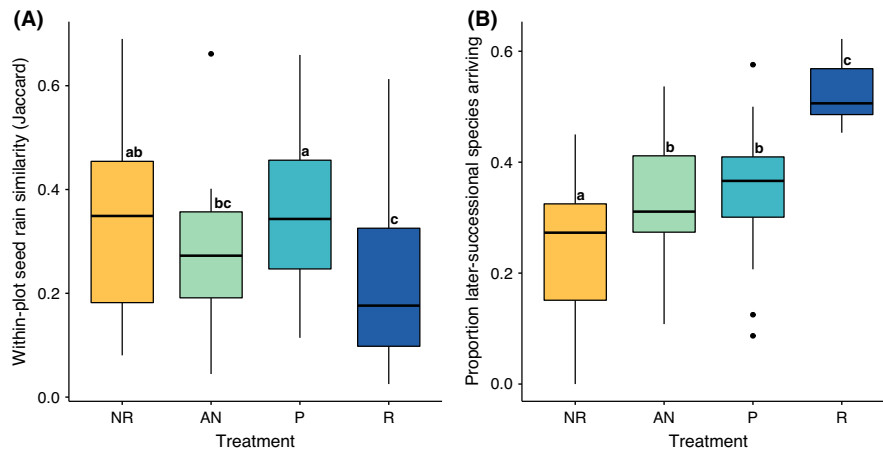 (A)
Within-plot seed rain similarity (Jaccard)
0.6
0.4
0.2
0.0
ab
bc
a
c
NR AN P R
Treatment
(B)
Proportion later-successional species arriving
0.6
0.4
0.2
0.0
a
b
b
c
NR AN P R
Treatment